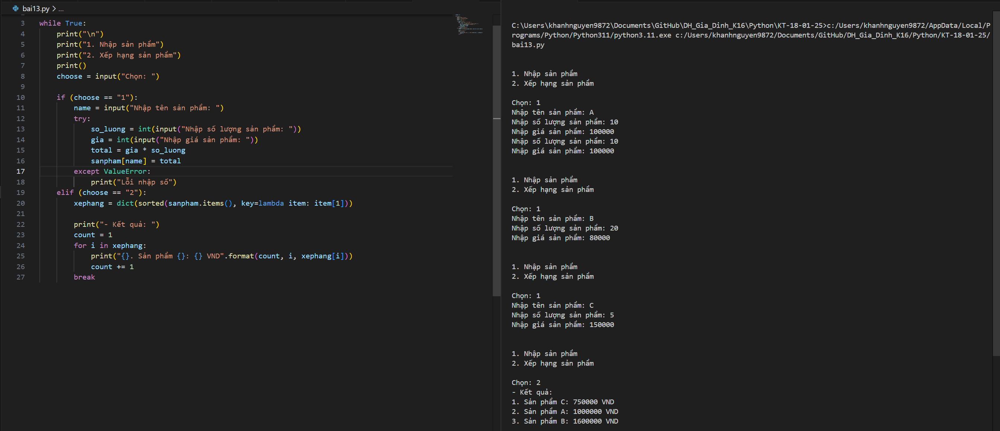 bai13.py > ...
3 while True:
4 print("\n")
5 print("1. Nhập sản phẩm")
6 print("2. Xếp hạng sản phẩm")
7 print()
8 choose = input("Chọn: ")
9
10 if (choose == "1"):
11 name = input("Nhập tên sản phẩm: ")
12 try:
13 so_luong = int(input("Nhập số lượng sản phẩm: "))
14 gia = int(input("Nhập giá sản phẩm: "))
15 total = gia * so_luong
16 sanpham[name] = total
17 except ValueError:
18 print("Lỗi nhập số")
19 elif (choose == "2"):
20 xephang = dict(sorted(sanpham.items(), key=lambda item: item[1]))
21
22 print("- Kết quả: ")
23 count = 1
24 for i in xephang:
25 print("{}. Sản phẩm {}: {} VND".format(count, i, xephang[i]))
26 count += 1
27 break
C:\Users\khanhnguyen9872\Documents\GitHub\DH_Gia_Dinh_K16\Python\KT-18-01-25>c:/Users/khanhnguyen9872/AppData/Local/P
rograms/Python/Python311/python3.11.exe c:/Users/khanhnguyen9872/Documents/GitHub/DH_Gia_Dinh_K16/Python/KT-18-01-25/
bai13.py
1. Nhập sản phẩm
2. Xếp hạng sản phẩm
Chọn: 1
Nhập tên sản phẩm: A
Nhập số lượng sản phẩm: 10
Nhập giá sản phẩm: 100000
Nhập số lượng sản phẩm: 10
Nhập giá sản phẩm: 100000
1. Nhập sản phẩm
2. Xếp hạng sản phẩm
Chọn: 1
Nhập tên sản phẩm: B
Nhập số lượng sản phẩm: 20
Nhập giá sản phẩm: 80000
1. Nhập sản phẩm
2. Xếp hạng sản phẩm
Chọn: 1
Nhập tên sản phẩm: C
Nhập số lượng sản phẩm: 5
Nhập giá sản phẩm: 150000
1. Nhập sản phẩm
2. Xếp hạng sản phẩm
Chọn: 2
- Kết quả:
1. Sản phẩm C: 750000 VND
2. Sản phẩm A: 1000000 VND
3. Sản phẩm B: 1600000 VND